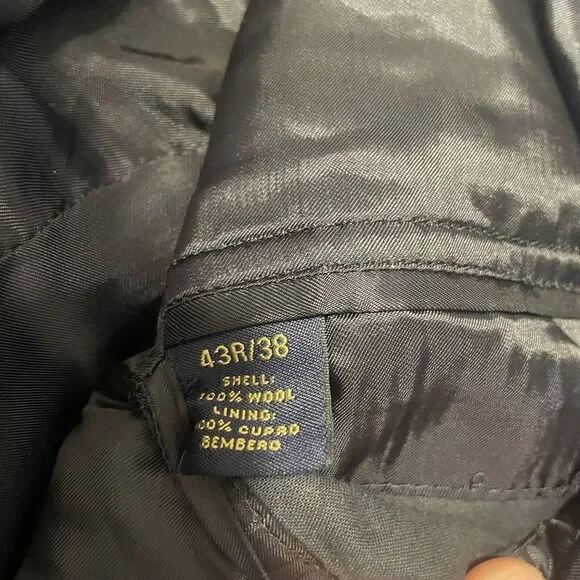 43R/38
SHELL:
100% WOOL
LINING:
100% CUPRO
BEMBERG